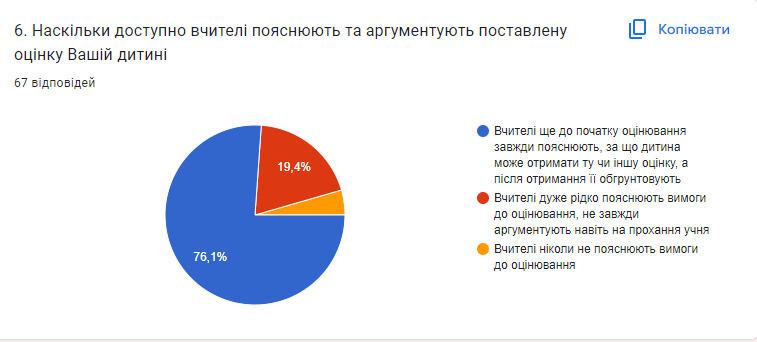 6. Наскільки доступно вчителі пояснюють та аргументують поставлену
оцінку Вашій дитині
Копіювати
67 відповідей
19,4%
76,1%
Вчителі ще до початку оцінювання
завжди пояснюють, за що дитина
може отримати ту чи іншу оцінку, а
після отримання її обгрунтовують
Вчителі дуже рідко пояснюють вимоги
до оцінювання, не завжди
аргументують навіть на прохання учня
Вчителі ніколи не пояснюють вимоги
до оцінювання